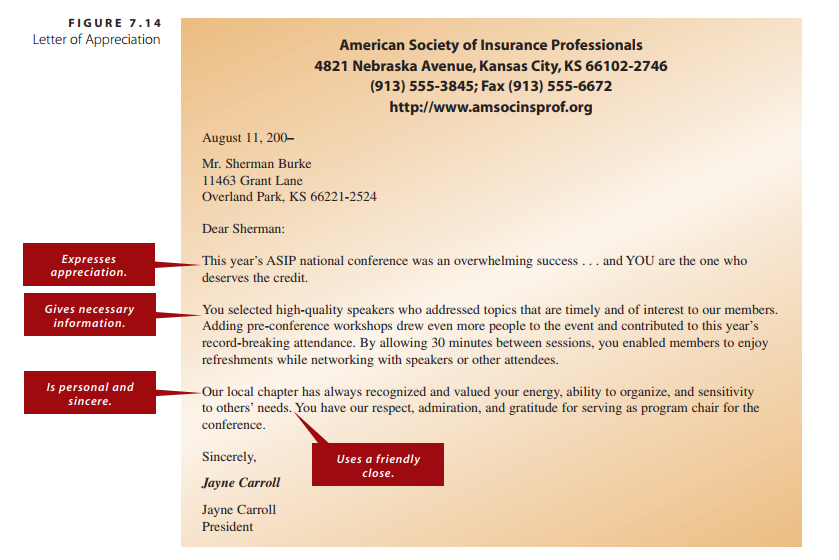 FIGURE 7.14
Letter of Appreciation
American Society of Insurance Professionals
4821 Nebraska Avenue, Kansas City, KS 66102-2746
(913) 555-3845; Fax (913) 555-6672
http://www.amsocinsprof.org
August 11, 200–
Mr. Sherman Burke
11463 Grant Lane
Overland Park, KS 66221-2524
Dear Sherman:
Expresses
appreciation.
This year's ASIP national conference was an overwhelming success . . . and YOU are the one who
deserves the credit.
Gives necessary
information.
You selected high-quality speakers who addressed topics that are timely and of interest to our members.
Adding pre-conference workshops drew even more people to the event and contributed to this year's
record-breaking attendance. By allowing 30 minutes between sessions, you enabled members to enjoy
refreshments while networking with speakers or other attendees.
Is personal and
sincere.
Our local chapter has always recognized and valued your energy, ability to organize, and sensitivity
to others' needs. You have our respect, admiration, and gratitude for serving as program chair for the
conference.
Uses a friendly
close.
Sincerely,
Jayne Carroll
Jayne Carroll
President